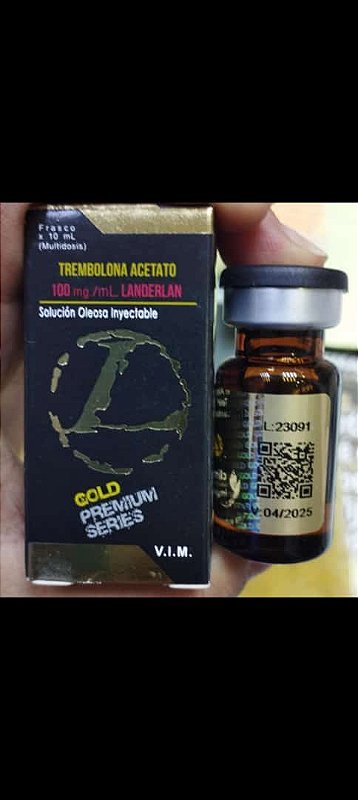 Frasco
x 10 mL
(Multidosis)
TREMBOLONA ACETATO
100 mg /mL. LANDERLAN
Solución Oleosa Inyectable
GOLD
PREMIUM
SERIES
V.I.M.
L:23091
V:04/2025